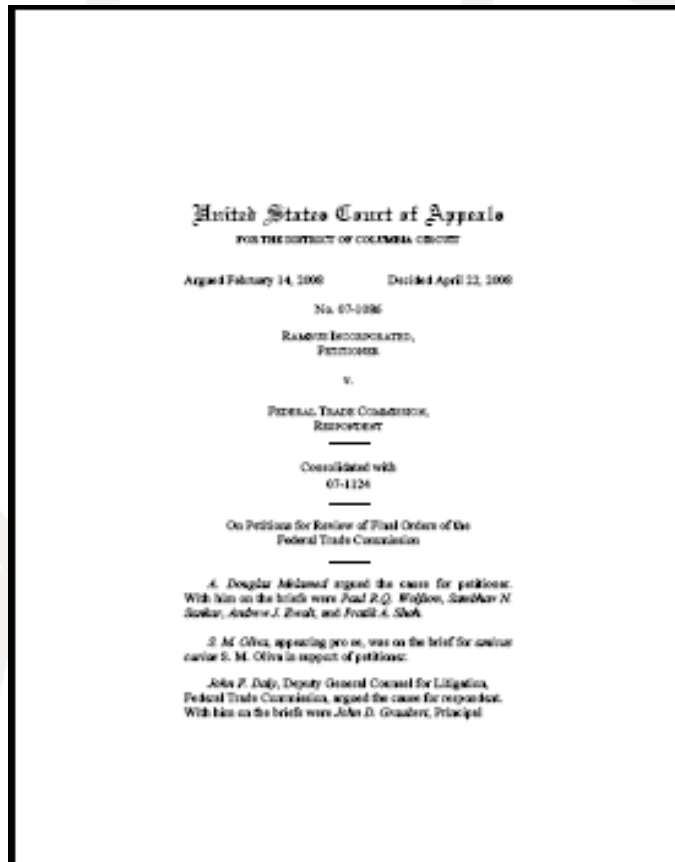 United States Court of Appeals
FOR THE DISTRICT OF COLUMBIA CIRCUIT
Argued February 14, 2008 Decided April 22, 2008
No. 07-1086
RAMBUS INCORPORATED,
PETITIONER
v.
FEDERAL TRADE COMMISSION,
RESPONDENT
Consolidated with
07-1124
On Petitions for Review of Final Orders of the
Federal Trade Commission
A. Douglas Melamed argued the cause for petitioner.
With him on the briefs were Paul R.Q. Wolfson, N.
Andrew J. Ewalt, and Pratik A. Shah.
S. M. Oliva, appearing pro se, was on the brief for amicus
curiae S. M. Oliva in support of petitioner.
John F. Daly, Deputy General Counsel for Litigation,
Federal Trade Commission, argued the cause for respondent.
With him on the briefs were John D. Graubert, Principal